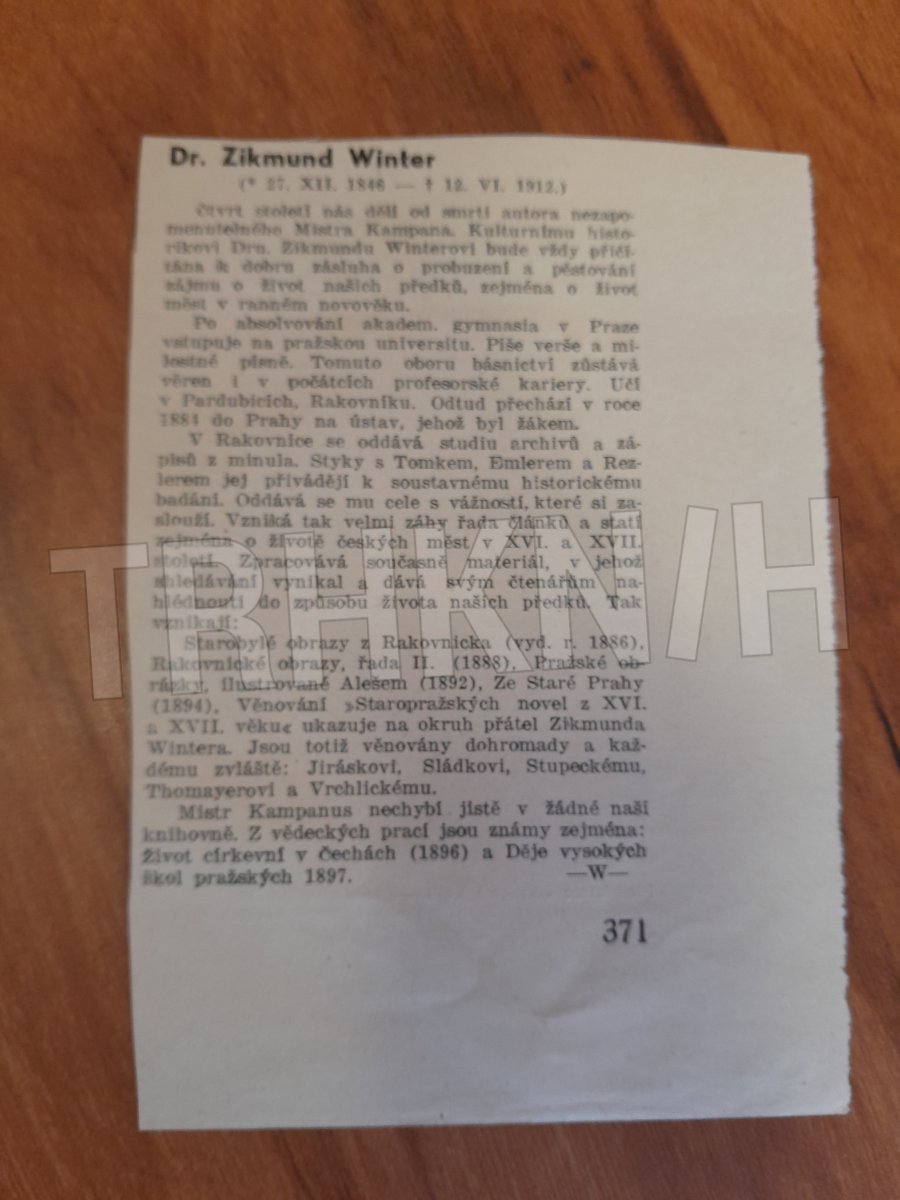 Dr. Zikmund Winter
(* 27. XII. 1846 — † 12. VI. 1912.)
Čtvrt století nás dělí od smrti autora nezapo-
menutelného Mistra Kampana. Kulturnímu histo-
rikovi Dru. Zikmundu Winterovi bude vždy přičí-
tána k dobru zásluha o probuzení a pěstování
zájmu o život našich předků, zejména o život
měst v ranném novověku.
Po absolvování akadem. gymnasia v Praze
vstupuje na pražskou universitu. Píše verše a mi-
lostné písně. Tomuto oboru básnictví zůstává
věren i v počátcích profesorské kariery. Učí
v Pardubicích, Rakovníku. Odtud přechází v roce
1884 do Prahy na ústav, jehož byl žákem.
V Rakovnice se oddává studiu archivů a zá-
pisů z minula. Styky s Tomkem, Emlerem a Rez-
lerem jej přivádějí k soustavnému historickému
badání. Oddává se mu cele s vážností, které si za-
slouží. Vzniká tak velmi záhy řada článků a statí
zejména o životě českých měst v XVI. a XVII.
století. Zpracovává současně materiál, v jehož
shledávání vynikal a dává svým čtenářům na-
hlédnouti do způsobu života našich předků. Tak
vznikají:
Starobylé obrazy z Rakovnicka (vyd. r. 1886),
Rakovnické obrazy, řada II. (1888), Pražské ob-
rázky, ilustrované Alešem (1892), Ze Staré Prahy
(1894), Věnování »Staropražských novel z XVI.
a XVII. věku« ukazuje na okruh přátel Zikmunda
Wintera. Jsou totiž věnovány dohromady a kaž-
dému zvláště: Jiráskovi, Sládkovi, Stupeckému,
Thomayerovi a Vrchlickému.
Mistr Kampanus nechybí jistě v žádné naší
knihovně. Z vědeckých prací jsou známy zejména:
život církevní v Čechách (1896) a Děje vysokých
škol pražských 1897. —W—
371
TRHKNIH